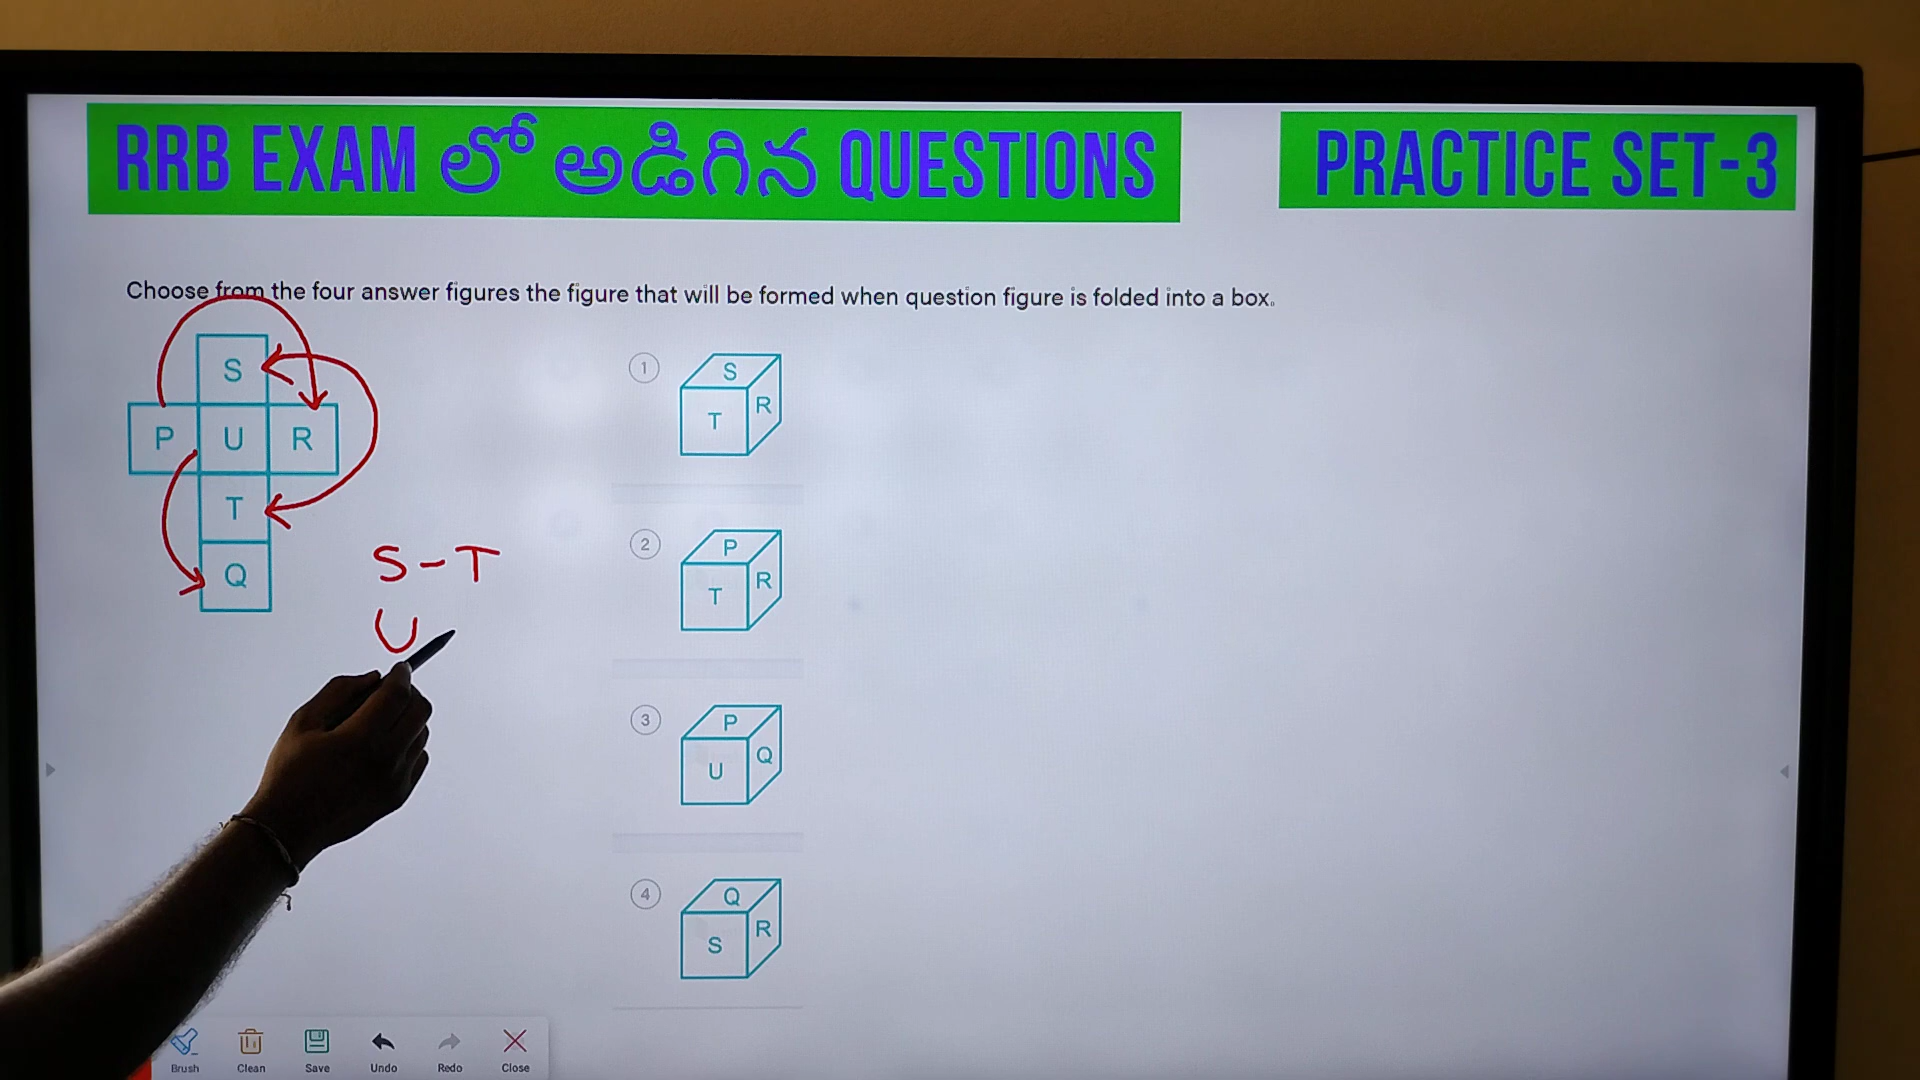 RRB EXAM లో అడిగిన QUESTIONS
PRACTICE SET-3
Choose from the four answer figures the figure that will be formed when question figure is folded into a box.
S
P U R
T
Q
S-T
U
1
S
T R
2
P
T R
3
P
U Q
4
Q
S R
Brush Clean Save Undo Redo Close